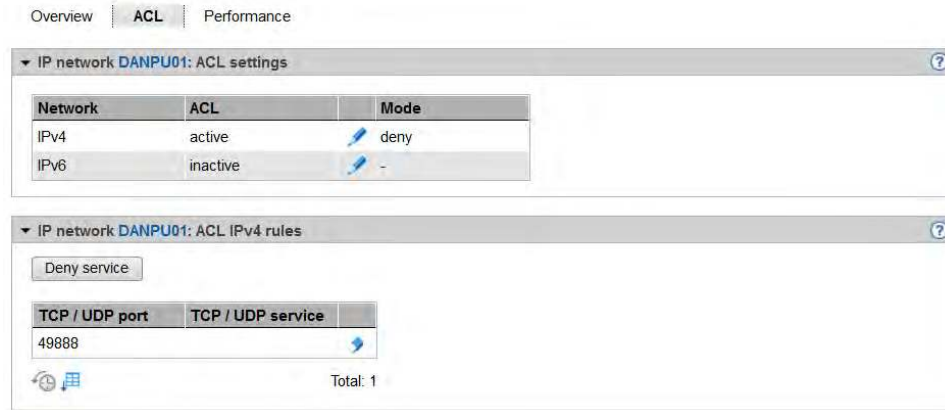 Overview ACL Performance
IP network DANPU01: ACL settings
?
Network ACL Mode
IPv4 active deny
IPv6 inactive -
IP network DANPU01: ACL IPv4 rules
?
Deny service
TCP / UDP port TCP / UDP service
49888
Total: 1